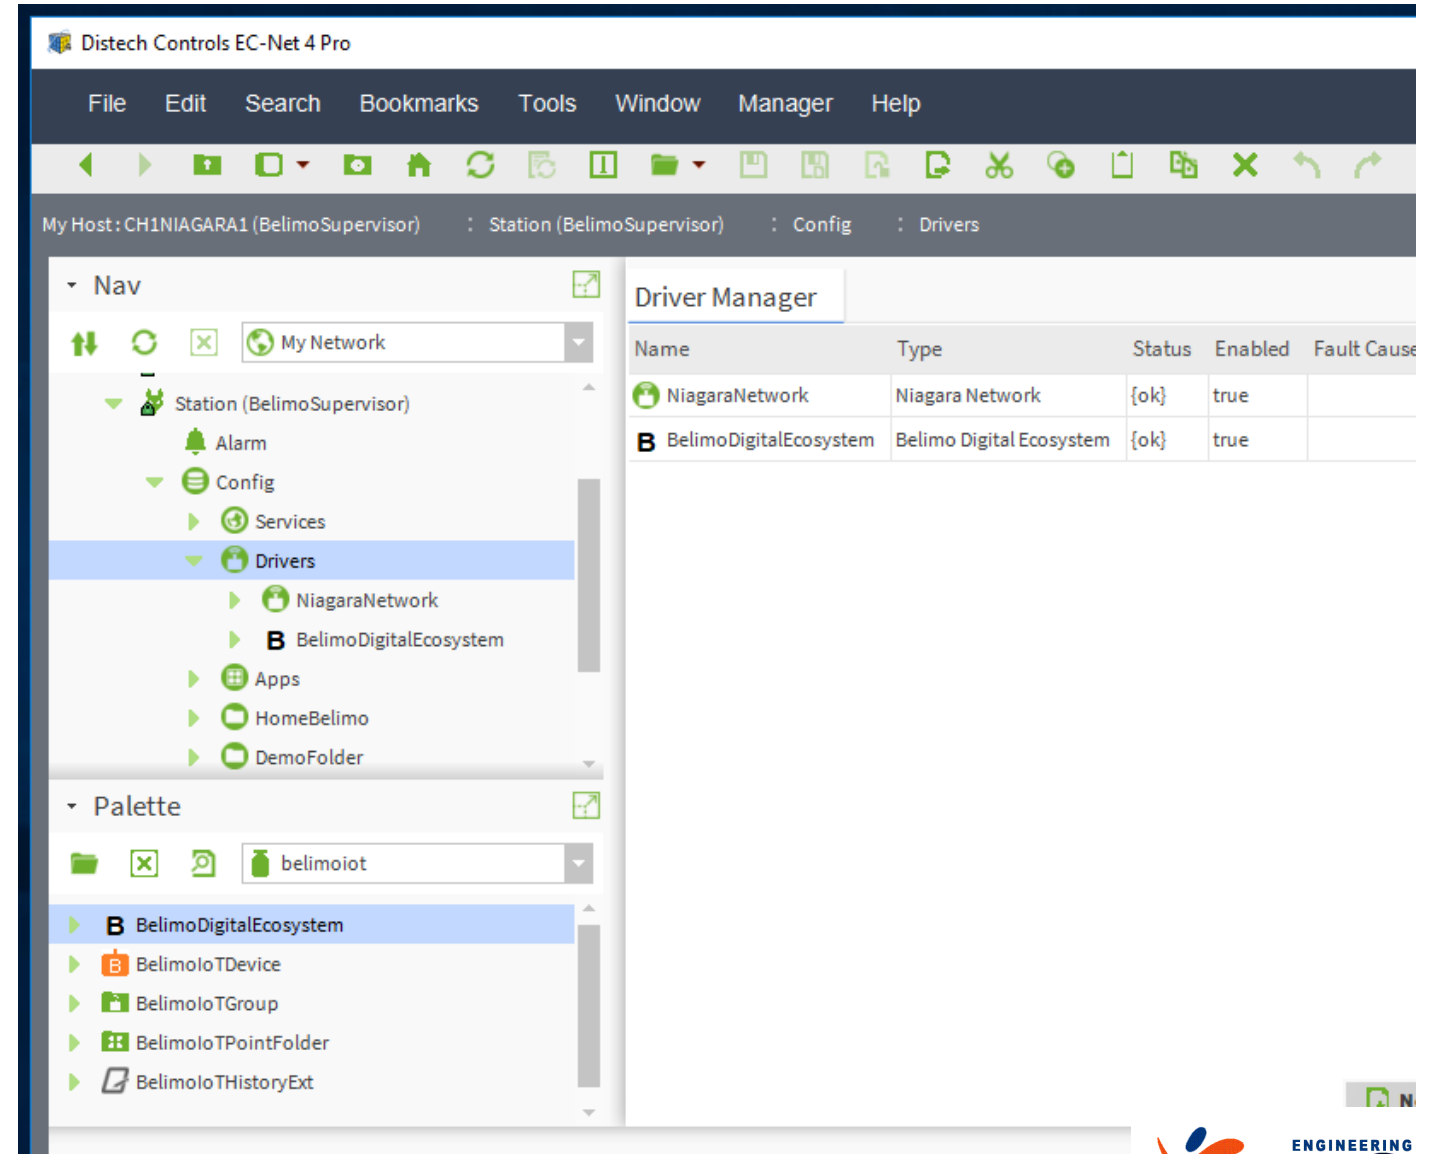 Distech Controls EC-Net 4 Pro
File Edit Search Bookmarks Tools Window Manager Help
My Host : CH1NIAGARA1 (BelimoSupervisor) : Station (BelimoSupervisor) : Config : Drivers
Nav
My Network
Station (BelimoSupervisor)
Alarm
Config
Services
Drivers
NiagaraNetwork
B BelimoDigitalEcosystem
Apps
HomeBelimo
DemoFolder
Palette
belimoiot
B BelimoDigitalEcosystem
B BelimoIoTDevice
BelimoIoTGroup
BelimoIoTPointFolder
BelimoIoTHistoryExt
Driver Manager
Name Type Status Enabled Fault Cause
NiagaraNetwork Niagara Network {ok} true
B BelimoDigitalEcosystem Belimo Digital Ecosystem {ok} true
ENGINEERING